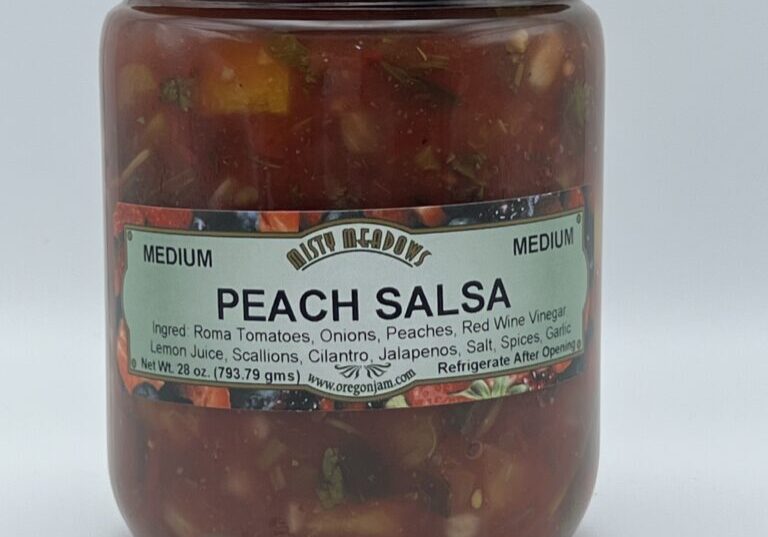 MISTY MEADOWS
MEDIUM MEDIUM
PEACH SALSA
Ingred: Roma Tomatoes, Onions, Peaches, Red Wine Vinegar
Lemon Juice, Scallions, Cilantro, Jalapenos, Salt, Spices, Garlic
Net Wt. 28 oz. (793.79 gms) www.oregonjam.com Refrigerate After Opening